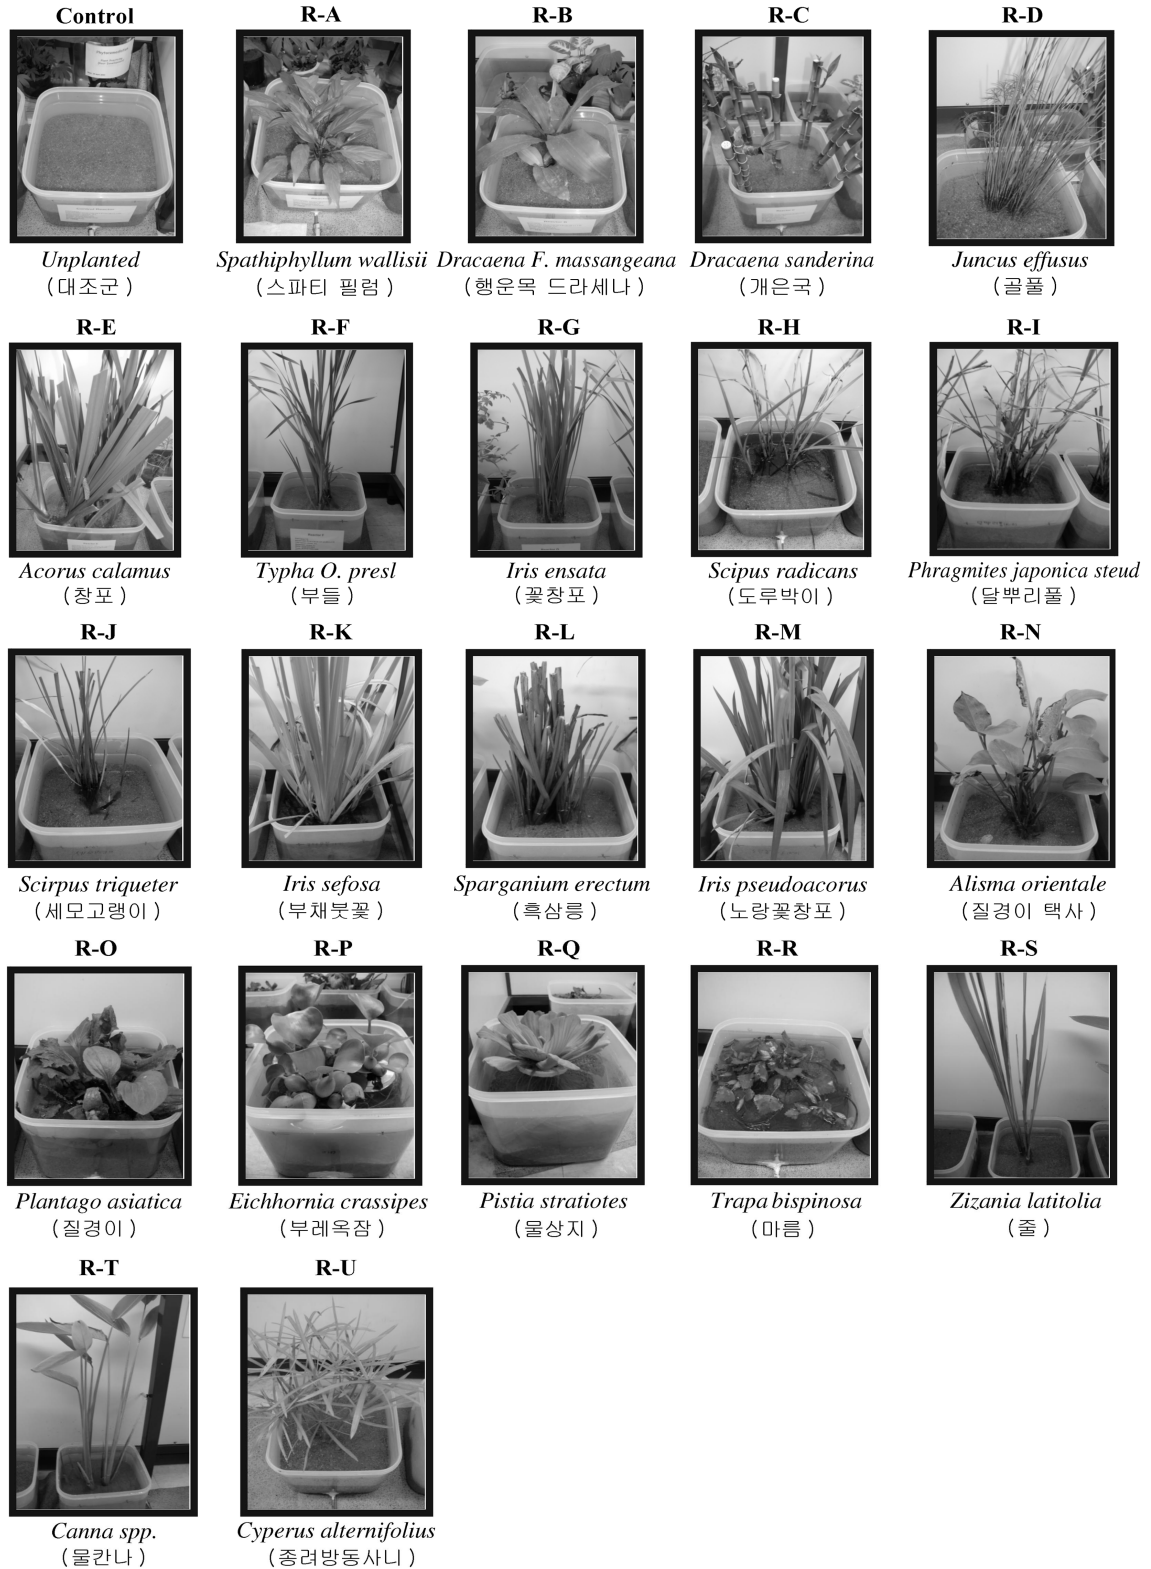 Control
R-A
R-B
R-C
R-D
Unplanted
(대조군)
Spathiphyllum wallisii
(스파티 필럼)
Dracaena F. massangeana
(행운목 드라세나)
Dracaena sanderina
(개은국)
Juncus effusus
(골풀)
R-E
R-F
R-G
R-H
R-I
Acorus calamus
(창포)
Typha O. presl
(부들)
Iris ensata
(꽃창포)
Scipus radicans
(도루박이)
Phragmites japonica steud
(달뿌리풀)
R-J
R-K
R-L
R-M
R-N
Scirpus triqueter
(세모고랭이)
Iris sefosa
(부채붓꽃)
Sparganium erectum
(흑삼릉)
Iris pseudoacorus
(노랑꽃창포)
Alisma orientale
(질경이 택사)
R-O
R-P
R-Q
R-R
R-S
Plantago asiatica
(질경이)
Eichhornia crassipes
(부레옥잠)
Pistia stratiotes
(물상지)
Trapa bispinosa
(마름)
Zizania latitolia
(줄)
R-T
R-U
Canna spp.
(물칸나)
Cyperus alternifolius
(종려방동사니)